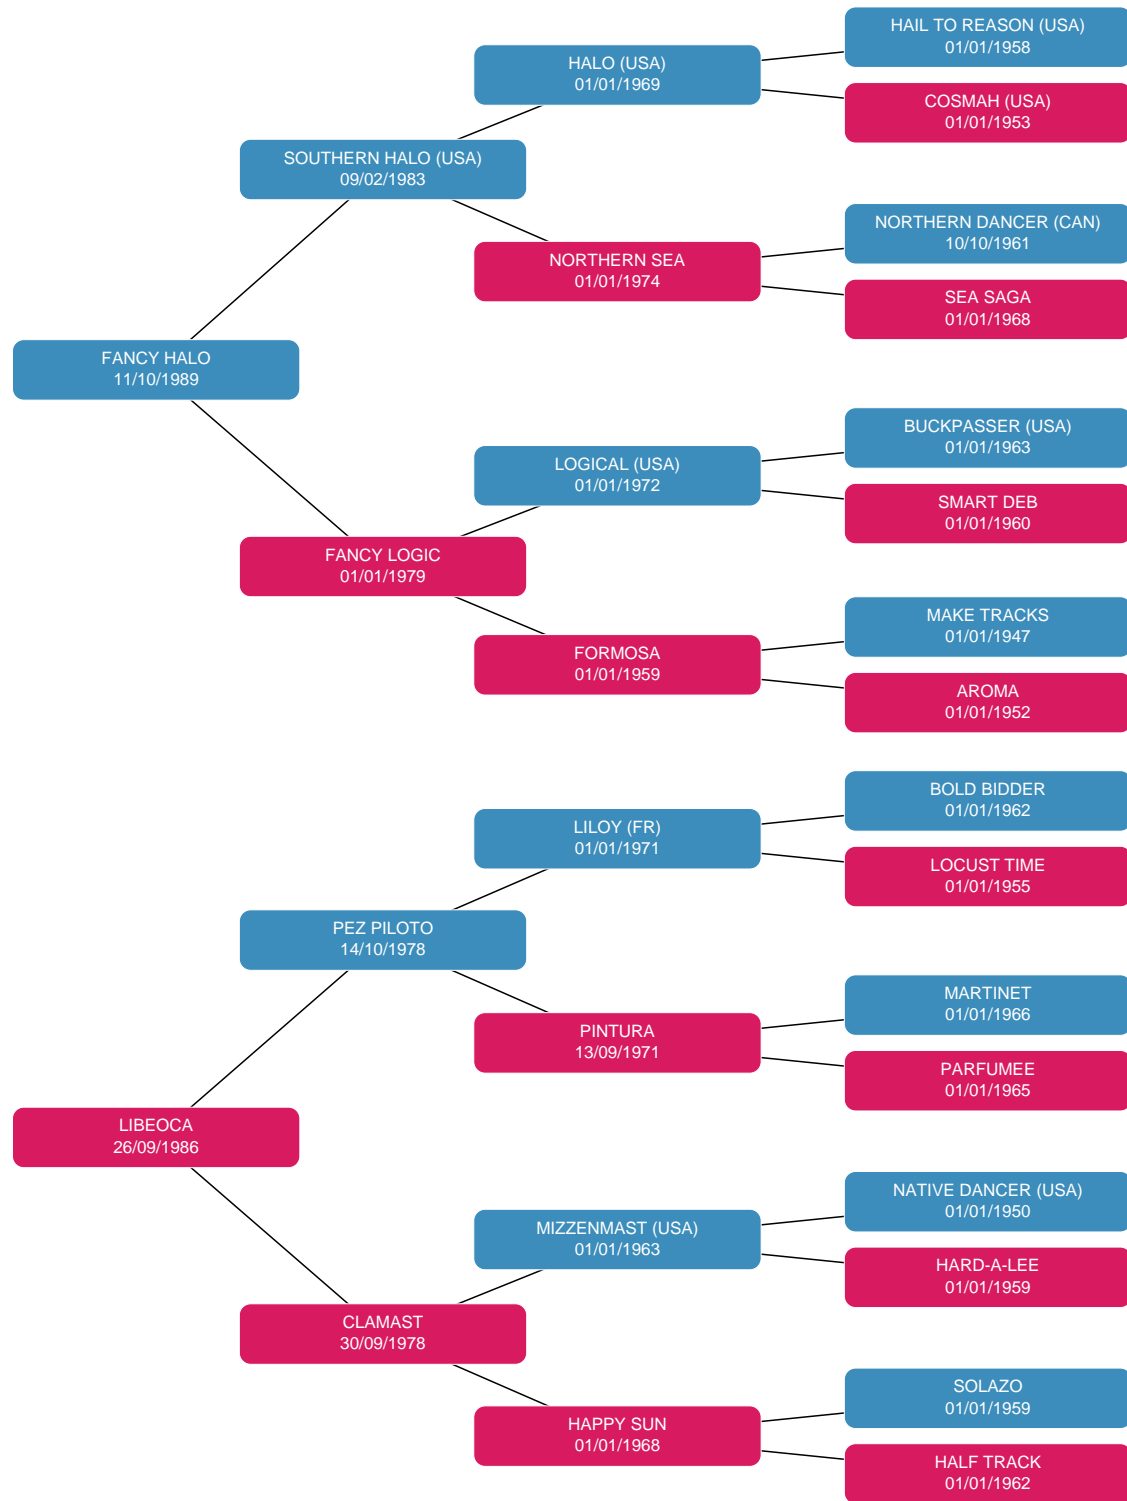 HAIL TO REASON (USA)
01/01/1958
HALO (USA)
01/01/1969
COSMAH (USA)
01/01/1953
SOUTHERN HALO (USA)
09/02/1983
NORTHERN DANCER (CAN)
10/10/1961
NORTHERN SEA
01/01/1974
SEA SAGA
01/01/1968
FANCY HALO
11/10/1989
BUCKPASSER (USA)
01/01/1963
LOGICAL (USA)
01/01/1972
SMART DEB
01/01/1960
FANCY LOGIC
01/01/1979
MAKE TRACKS
01/01/1947
FORMOSA
01/01/1959
AROMA
01/01/1952
BOLD BIDDER
01/01/1962
LILOY (FR)
01/01/1971
LOCUST TIME
01/01/1955
PEZ PILOTO
14/10/1978
MARTINET
01/01/1966
PINTURA
13/09/1971
PARFUMEE
01/01/1965
LIBEOCA
26/09/1986
NATIVE DANCER (USA)
01/01/1950
MIZZENMAST (USA)
01/01/1963
HARD-A-LEE
01/01/1959
CLAMAST
30/09/1978
SOLAZO
01/01/1959
HAPPY SUN
01/01/1968
HALF TRACK
01/01/1962